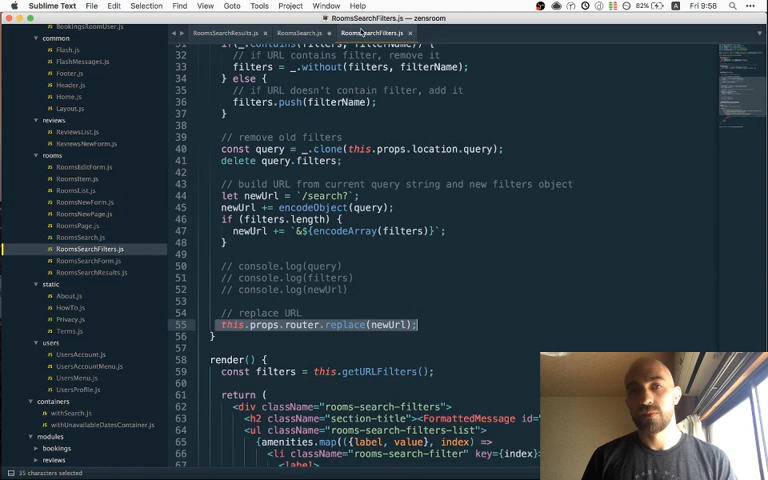 Sublime Text File Edit Selection Find View Goto Tools Project Window Help 82% A Fri 9:58
RoomsSearchFilters.js — zensroom
RoomsSearchResults.js × RoomsSearch.js RoomsSearchFilters.js ×
BookingsRoomUser.js
common
Flash.js
FlashMessages.js
Footer.js
Header.js
Home.js
Layout.js
reviews
ReviewsList.js
ReviewsNewForm.js
rooms
RoomsEditForm.js
RoomsItem.js
RoomsList.js
RoomsNewForm.js
RoomsNewPage.js
RoomsPage.js
RoomsSearch.js
RoomsSearchFilters.js
RoomsSearchForm.js
RoomsSearchResults.js
static
About.js
HowTo.js
Privacy.js
Terms.js
users
UsersAccount.js
UsersAccountMenu.js
UsersMenu.js
UsersProfile.js
containers
withSearch.js
withUnavailableDatesContainer.js
modules
bookings
reviews
31 if(_.contains(filters, filterName)) {
32 // if URL contains filter, remove it
33 filters = _.without(filters, filterName);
34 } else {
35 // if URL doesn't contain filter, add it
36 filters.push(filterName);
37 }
38
39 // remove old filters
40 const query = _.clone(this.props.location.query);
41 delete query.filters;
42
43 // build URL from current query string and new filters object
44 let newUrl = `/search?`;
45 newUrl += encodeObject(query);
46 if (filters.length) {
47 newUrl += `&${encodeArray(filters)}`;
48 }
49
50 // console.log(query)
51 // console.log(filters)
52 // console.log(newUrl)
53
54 // replace URL
55 this.props.router.replace(newUrl);
56 }
57
58 render() {
59 const filters = this.getURLFilters();
60
61 return (
62 <div className="rooms-search-filters">
63 <h2 className="section-title"><FormattedMessage id="
64 <ul className="rooms-search-filters-list">
65 {amenities.map(({label, value}, index) =>
66 <li className="rooms-search-filter" key={index}
67 <label>
35 characters selected